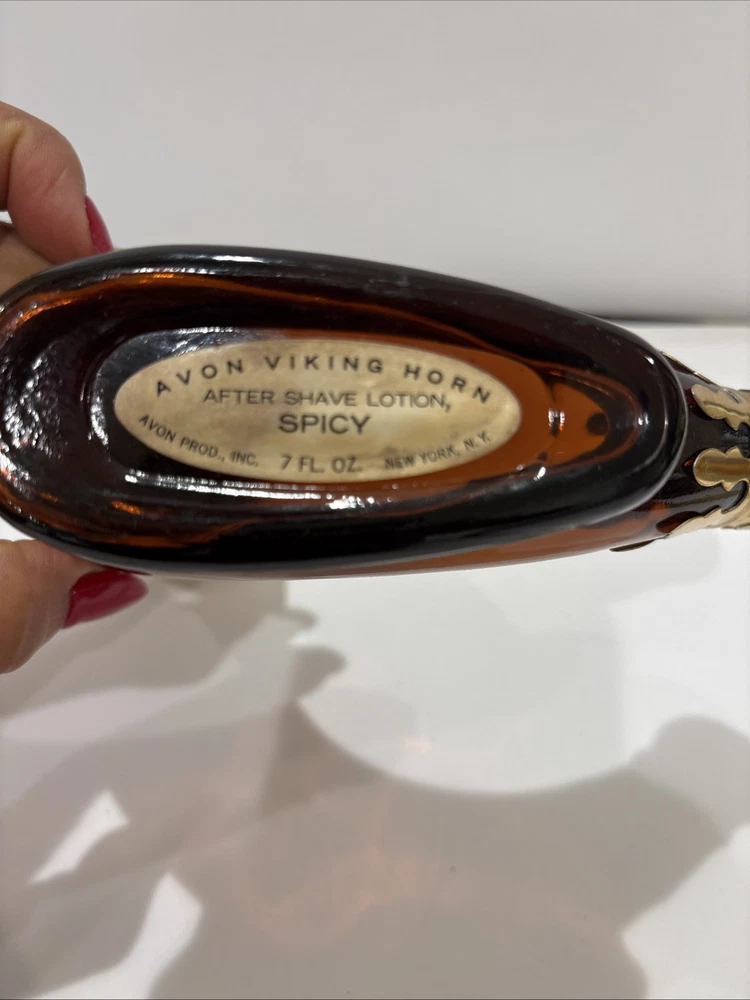 AVON VIKING HORN
AFTER SHAVE LOTION,
SPICY
AVON PROD., INC. 7 FL. OZ. NEW YORK, N.Y.